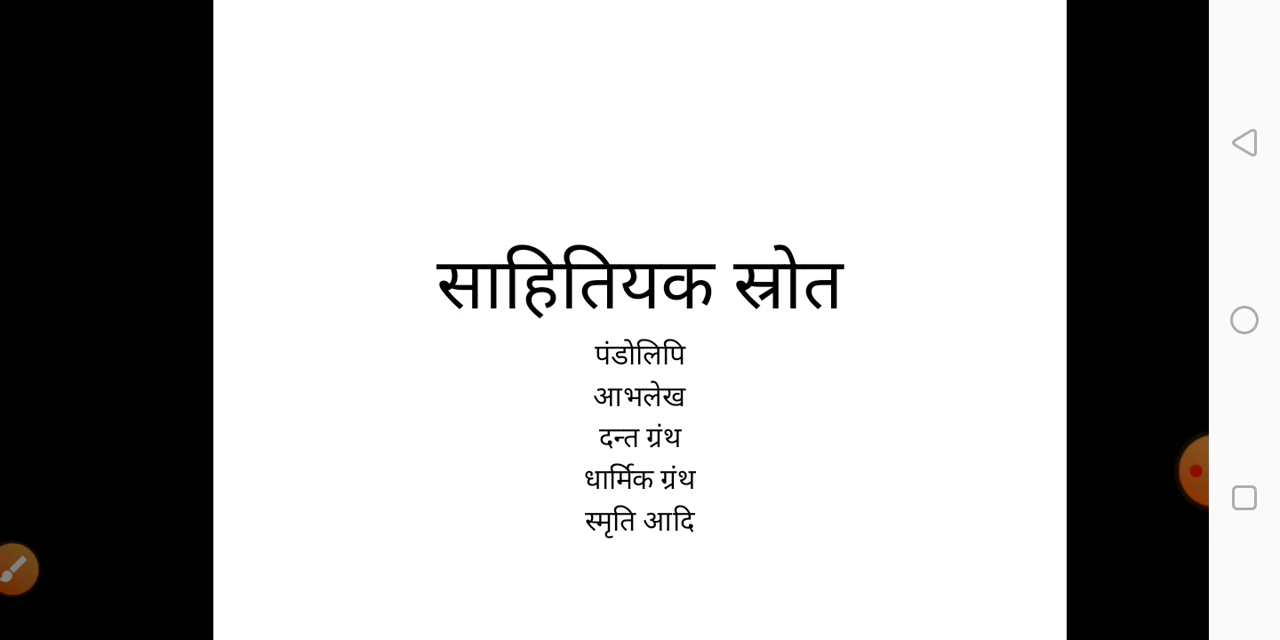 साहितियक स्रोत
पंडोलिपि
आभलेख
दन्त ग्रंथ
धार्मिक ग्रंथ
स्मृति आदि